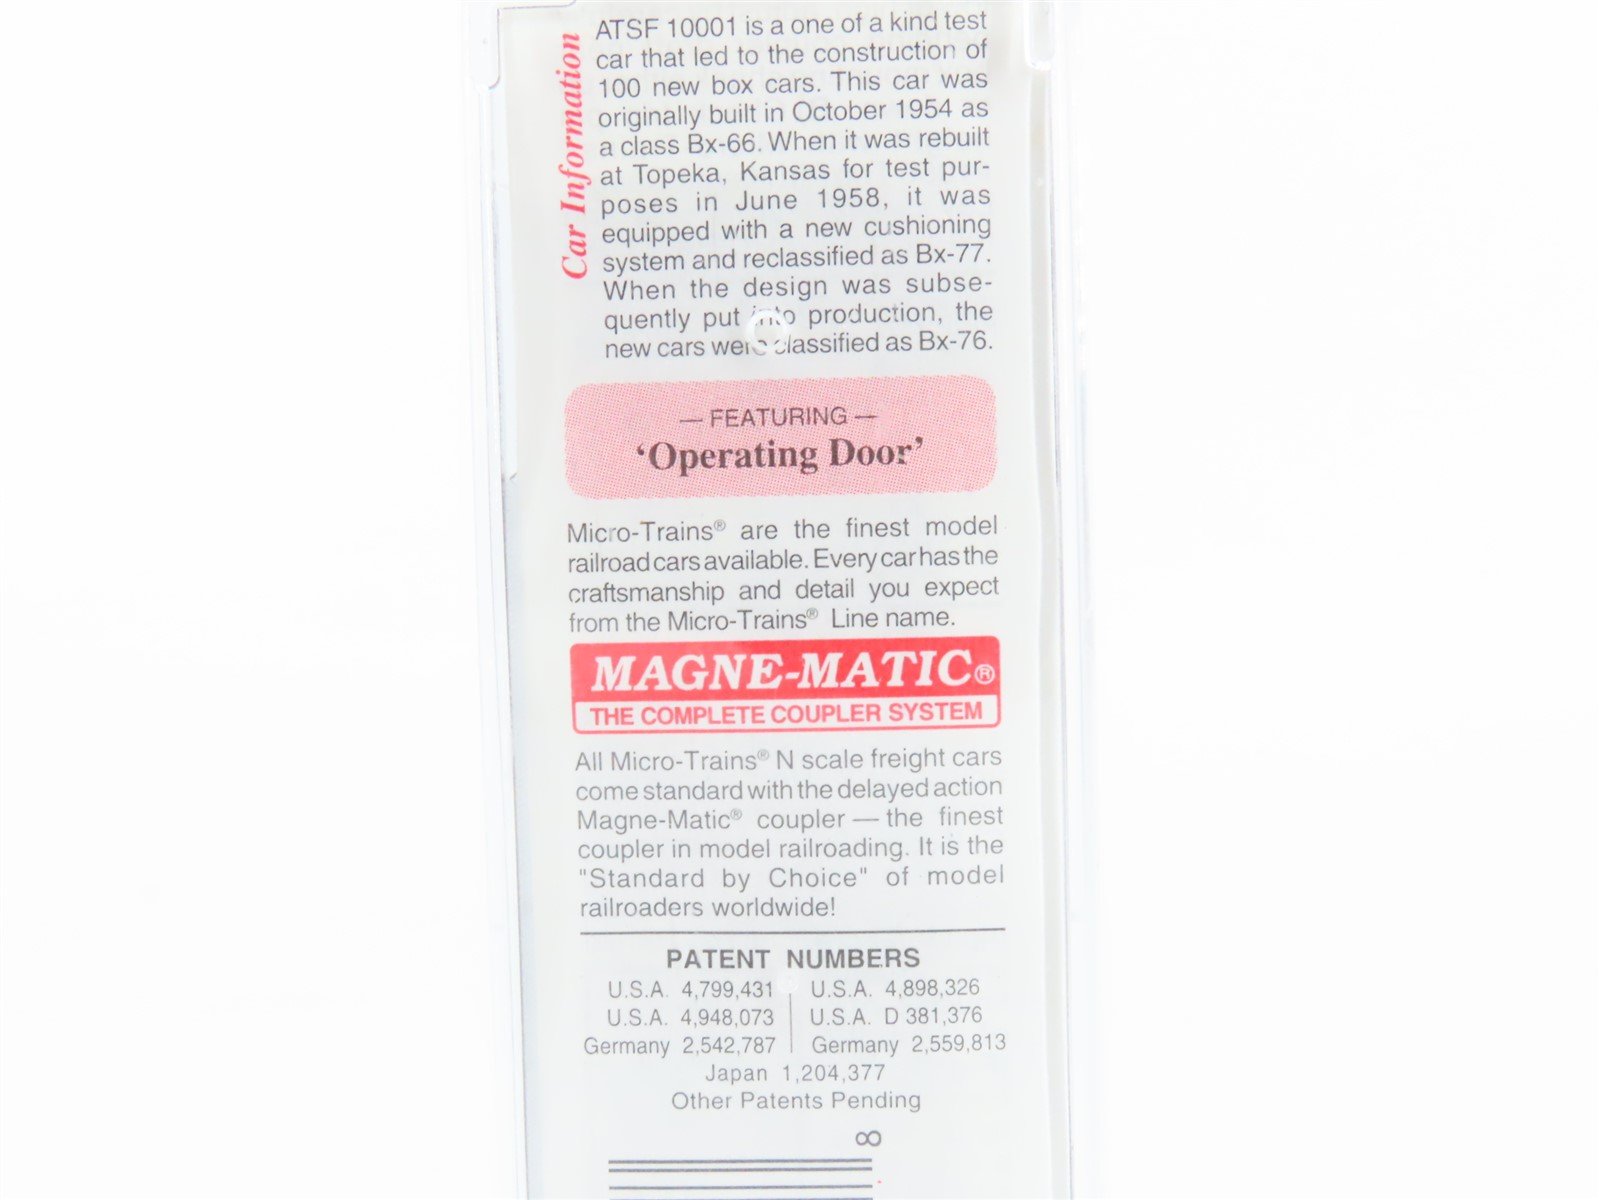 Car Information
ATSF 10001 is a one of a kind test
car that led to the construction of
100 new box cars. This car was
originally built in October 1954 as
a class Bx-66. When it was rebuilt
at Topeka, Kansas for test pur-
poses in June 1958, it was
equipped with a new cushioning
system and reclassified as Bx-77.
When the design was subse-
quently put into production, the
new cars were classified as Bx-76.
— FEATURING —
‘Operating Door’
Micro-Trains® are the finest model
railroad cars available. Every car has the
craftsmanship and detail you expect
from the Micro-Trains® Line name.
MAGNE-MATIC®
THE COMPLETE COUPLER SYSTEM
All Micro-Trains® N scale freight cars
come standard with the delayed action
Magne-Matic® coupler — the finest
coupler in model railroading. It is the
"Standard by Choice" of model
railroaders worldwide!
PATENT NUMBERS
U.S.A. 4,799,431 U.S.A. 4,898,326
U.S.A. 4,948,073 U.S.A. D 381,376
Germany 2,542,787 Germany 2,559,813
Japan 1,204,377
Other Patents Pending
8